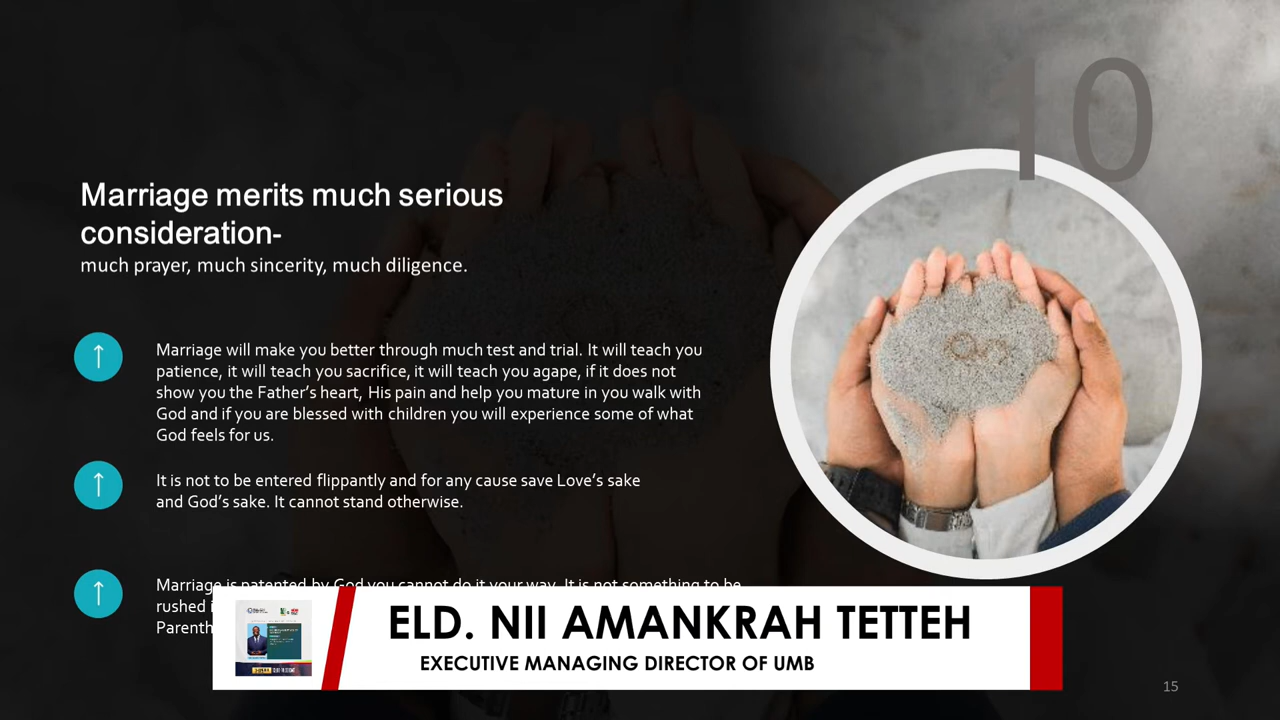 10
Marriage merits much serious
consideration-
much prayer, much sincerity, much diligence.
Marriage will make you better through much test and trial. It will teach you
patience, it will teach you sacrifice, it will teach you agape, if it does not
show you the Father's heart, His pain and help you mature in you walk with
God and if you are blessed with children you will experience some of what
God feels for us.
It is not to be entered flippantly and for any cause save Love's sake
and God's sake. It cannot stand otherwise.
Marriage is patented by God you cannot do it your way. It is not something to be
rushed
Parenth
ELD. NII AMANKRAH TETTEH
EXECUTIVE MANAGING DIRECTOR OF UMB
15